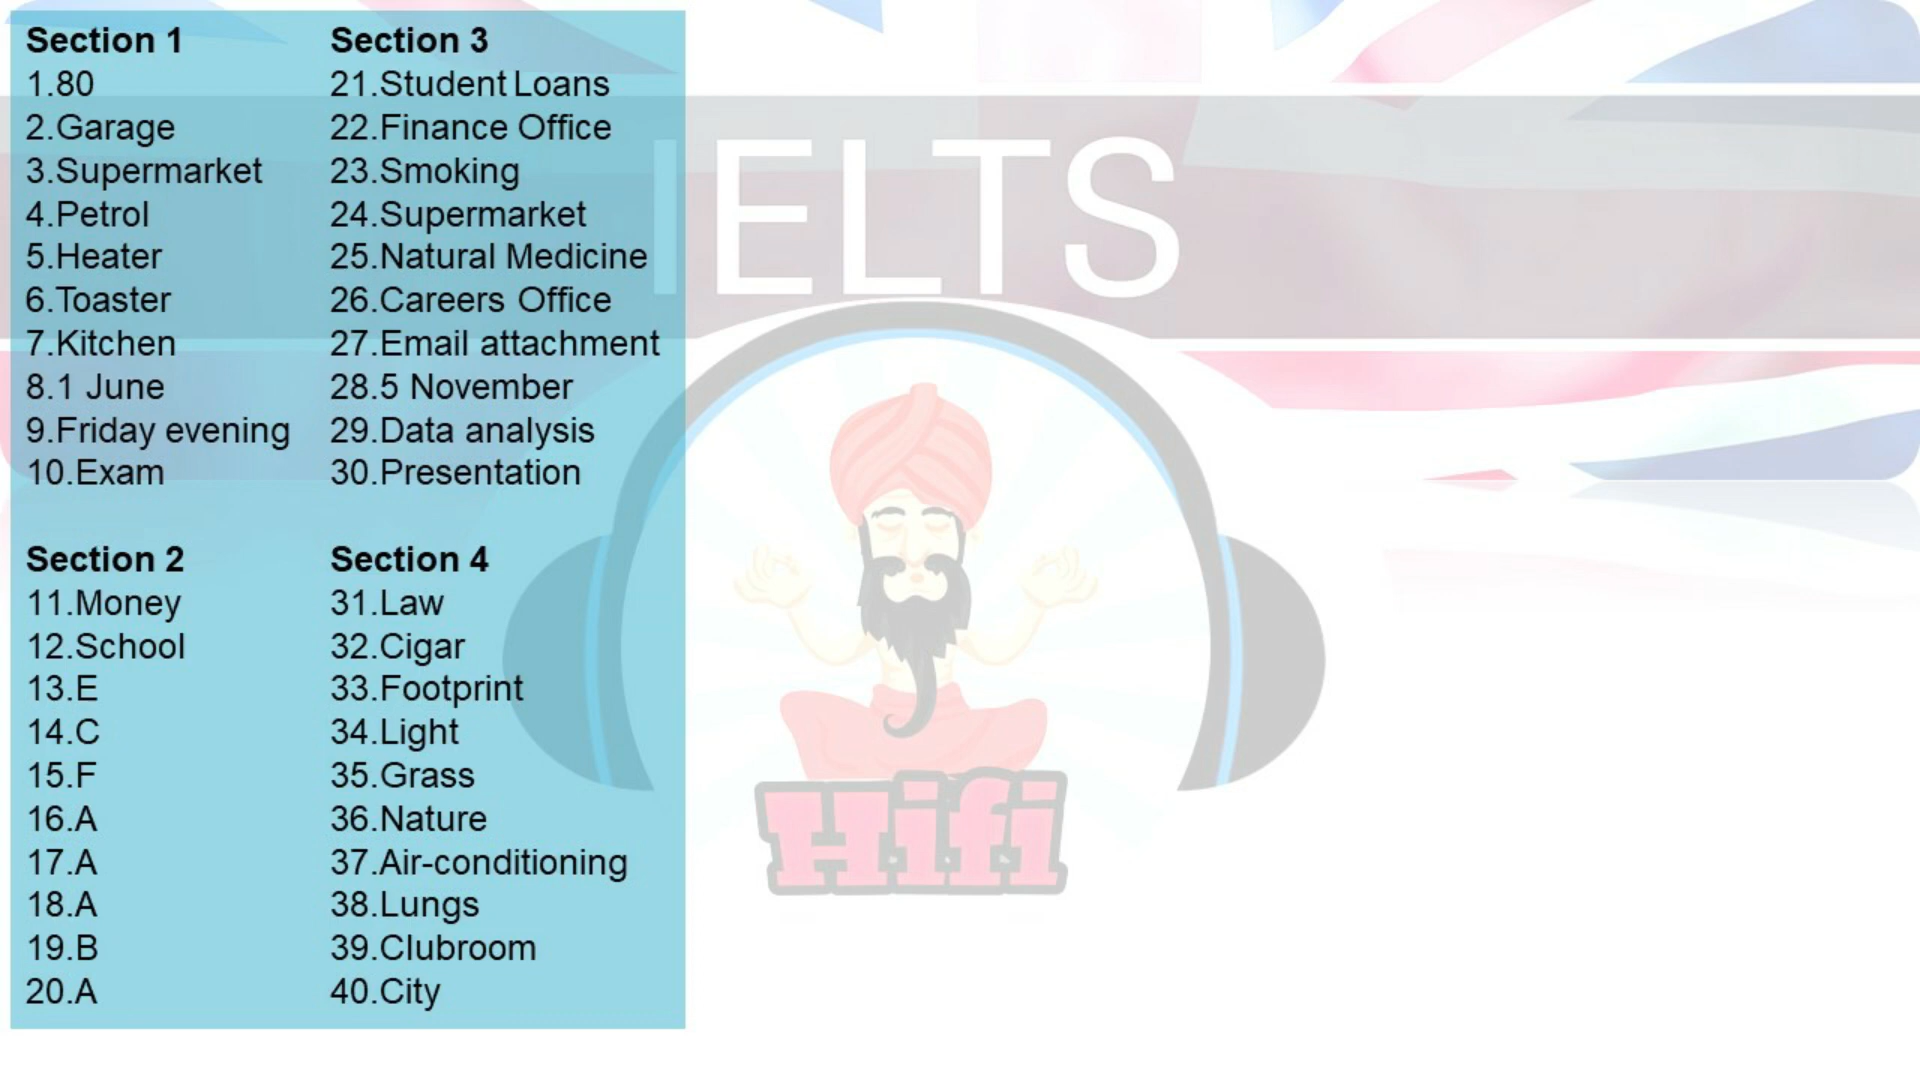 Section 1
1.80
2.Garage
3.Supermarket
4.Petrol
5.Heater
6.Toaster
7.Kitchen
8.1 June
9.Friday evening
10.Exam
Section 2
11.Money
12.School
13.E
14.C
15.F
16.A
17.A
18.A
19.B
20.A
Section 3
21.Student Loans
22.Finance Office
23.Smoking
24.Supermarket
25.Natural Medicine
26.Careers Office
27.Email attachment
28.5 November
29.Data analysis
30.Presentation
Section 4
31.Law
32.Cigar
33.Footprint
34.Light
35.Grass
36.Nature
37.Air-conditioning
38.Lungs
39.Clubroom
40.City
IELTS
Hifi